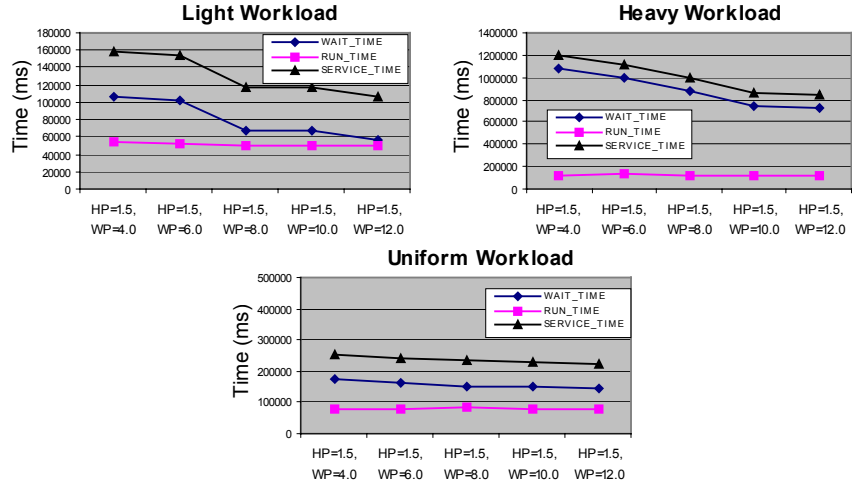 Light Workload
Time (ms)
180000
160000
140000
120000
100000
80000
60000
40000
20000
0
WAIT_TIME
RUN_TIME
SERVICE_TIME
HP=1.5, HP=1.5, HP=1.5, HP=1.5, HP=1.5,
WP=4.0 WP=6.0 WP=8.0 WP=10.0 WP=12.0
Heavy Workload
Time (ms)
1400000
1200000
1000000
800000
600000
400000
200000
0
WAIT_TIME
RUN_TIME
SERVICE_TIME
HP=1.5, HP=1.5, HP=1.5, HP=1.5, HP=1.5,
WP=4.0 WP=6.0 WP=8.0 WP=10.0 WP=12.0
Uniform Workload
Time (ms)
500000
400000
300000
200000
100000
0
WAIT_TIME
RUN_TIME
SERVICE_TIME
HP=1.5, HP=1.5, HP=1.5, HP=1.5, HP=1.5,
WP=4.0 WP=6.0 WP=8.0 WP=10.0 WP=12.0